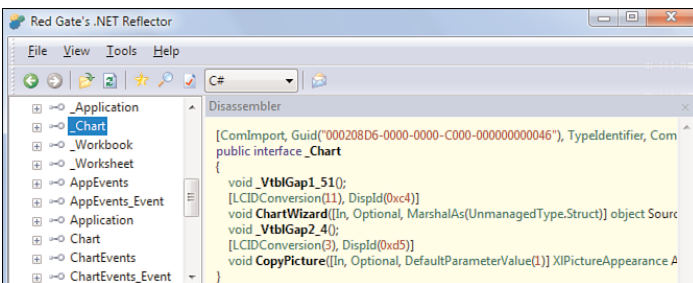 Red Gate's .NET Reflector
File View Tools Help
C#
_Application
_Chart
_Workbook
_Worksheet
AppEvents
AppEvents_Event
Application
Chart
ChartEvents
ChartEvents_Event
Disassembler
[ComImport, Guid("000208D6-0000-0000-C000-000000000046"), TypeIdentifier, Com
public interface _Chart
{
void _VtblGap1_51();
[LCIDConversion(11), DispId(0xc4)]
void ChartWizard([In, Optional, MarshalAs(UnmanagedType.Struct)] object Sourc
void _VtblGap2_4();
[LCIDConversion(3), DispId(0xd5)]
void CopyPicture([In, Optional, DefaultParameterValue(1)] XlPictureAppearance A
}